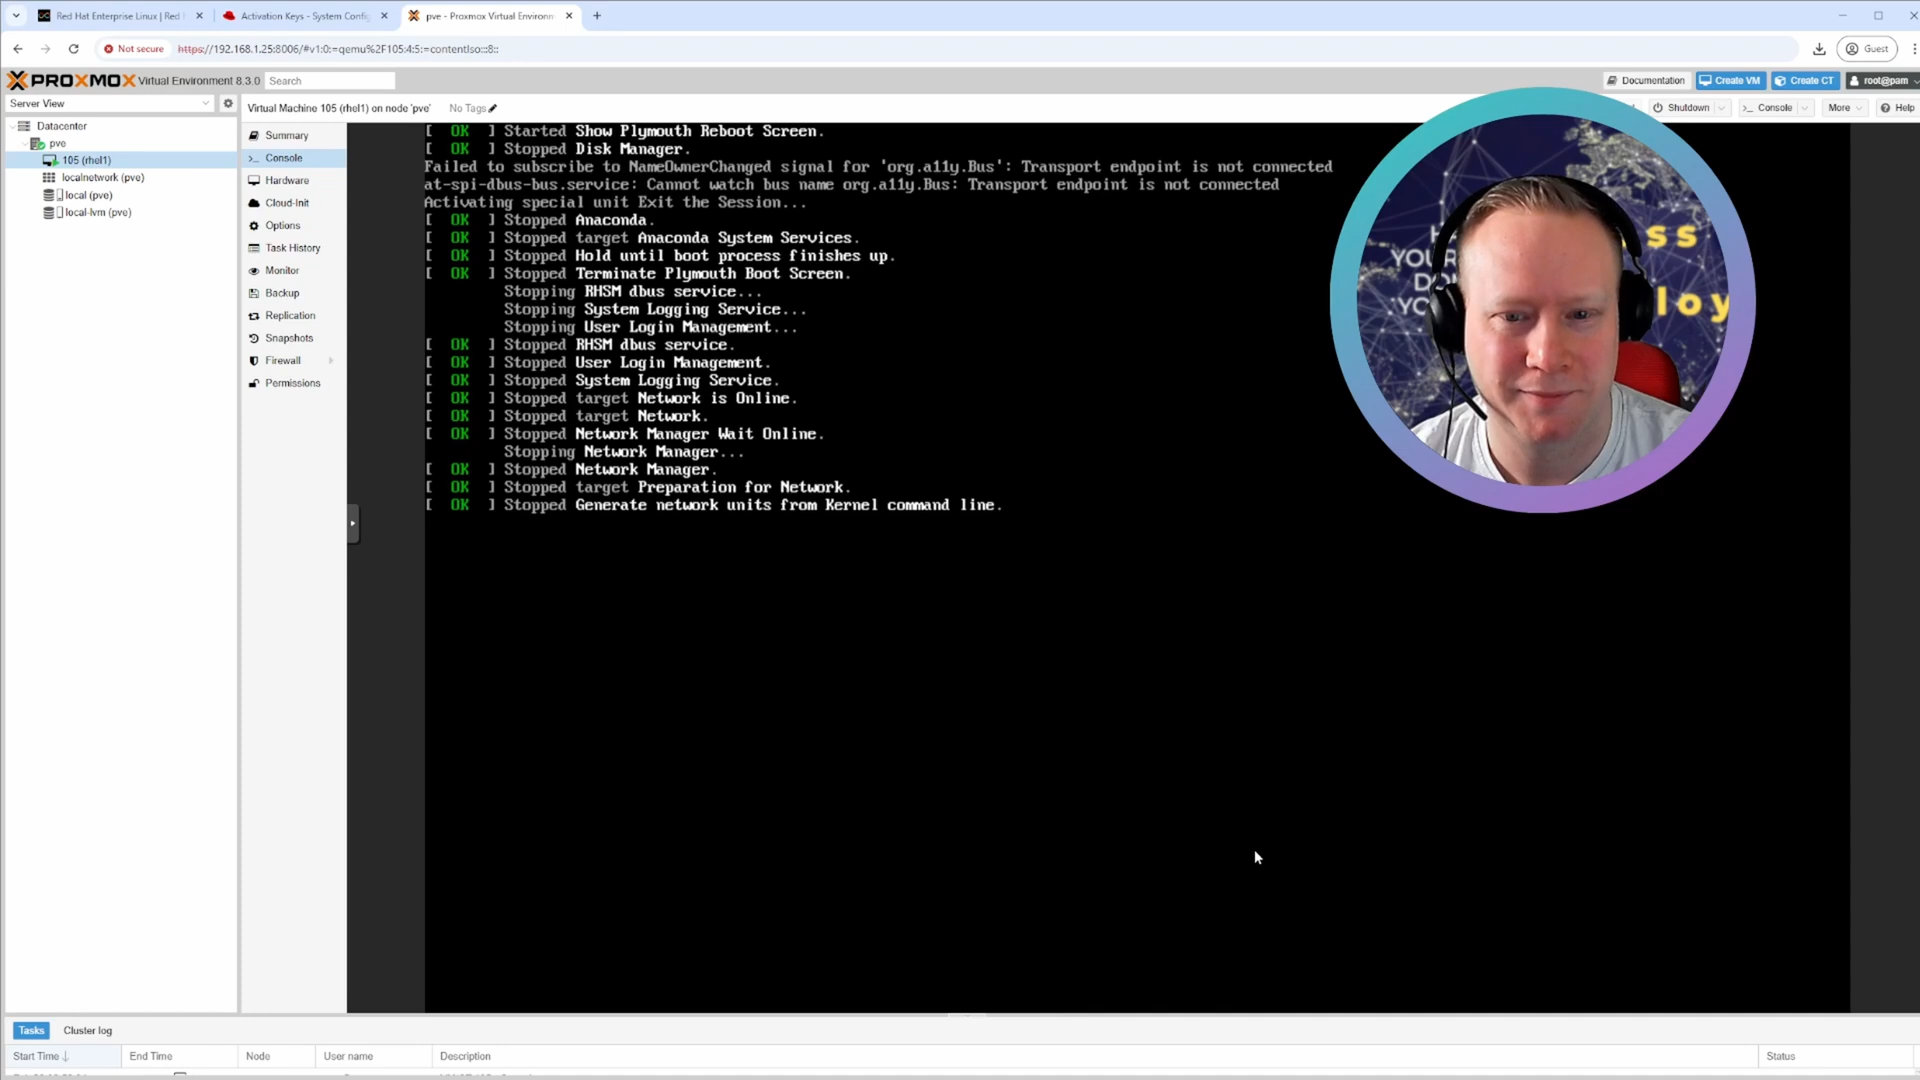 Red Hat Enterprise Linux | Red
Activation Keys - System Config
pve - Proxmox Virtual Environm
Not secure
https://192.168.1.25:8006/#v1:0:=qemu%2F105:4:5:=contentIso:::8::
Guest
PROXMOX Virtual Environment 8.3.0
Search
Documentation
Create VM
Create CT
root@pam
Server View
Virtual Machine 105 (rhel1) on node 'pve'
No Tags
Shutdown
Console
More
Help
Datacenter
pve
105 (rhel1)
localnetwork (pve)
local (pve)
local-lvm (pve)
Summary
Console
Hardware
Cloud-Init
Options
Task History
Monitor
Backup
Replication
Snapshots
Firewall
Permissions
[ OK ] Started Show Plymouth Reboot Screen.
[ OK ] Stopped Disk Manager.
Failed to subscribe to NameOwnerChanged signal for 'org.a11y.Bus': Transport endpoint is not connected
at-spi-dbus-bus.service: Cannot watch bus name org.a11y.Bus: Transport endpoint is not connected
Activating special unit Exit the Session...
[ OK ] Stopped Anaconda.
[ OK ] Stopped target Anaconda System Services.
[ OK ] Stopped Hold until boot process finishes up.
[ OK ] Stopped Terminate Plymouth Boot Screen.
Stopping RHSM dbus service...
Stopping System Logging Service...
Stopping User Login Management...
[ OK ] Stopped RHSM dbus service.
[ OK ] Stopped User Login Management.
[ OK ] Stopped System Logging Service.
[ OK ] Stopped target Network is Online.
[ OK ] Stopped target Network.
[ OK ] Stopped Network Manager Wait Online.
Stopping Network Manager...
[ OK ] Stopped Network Manager.
[ OK ] Stopped target Preparation for Network.
[ OK ] Stopped Generate network units from Kernel command line.
Tasks
Cluster log
Start Time
End Time
Node
User name
Description
Status